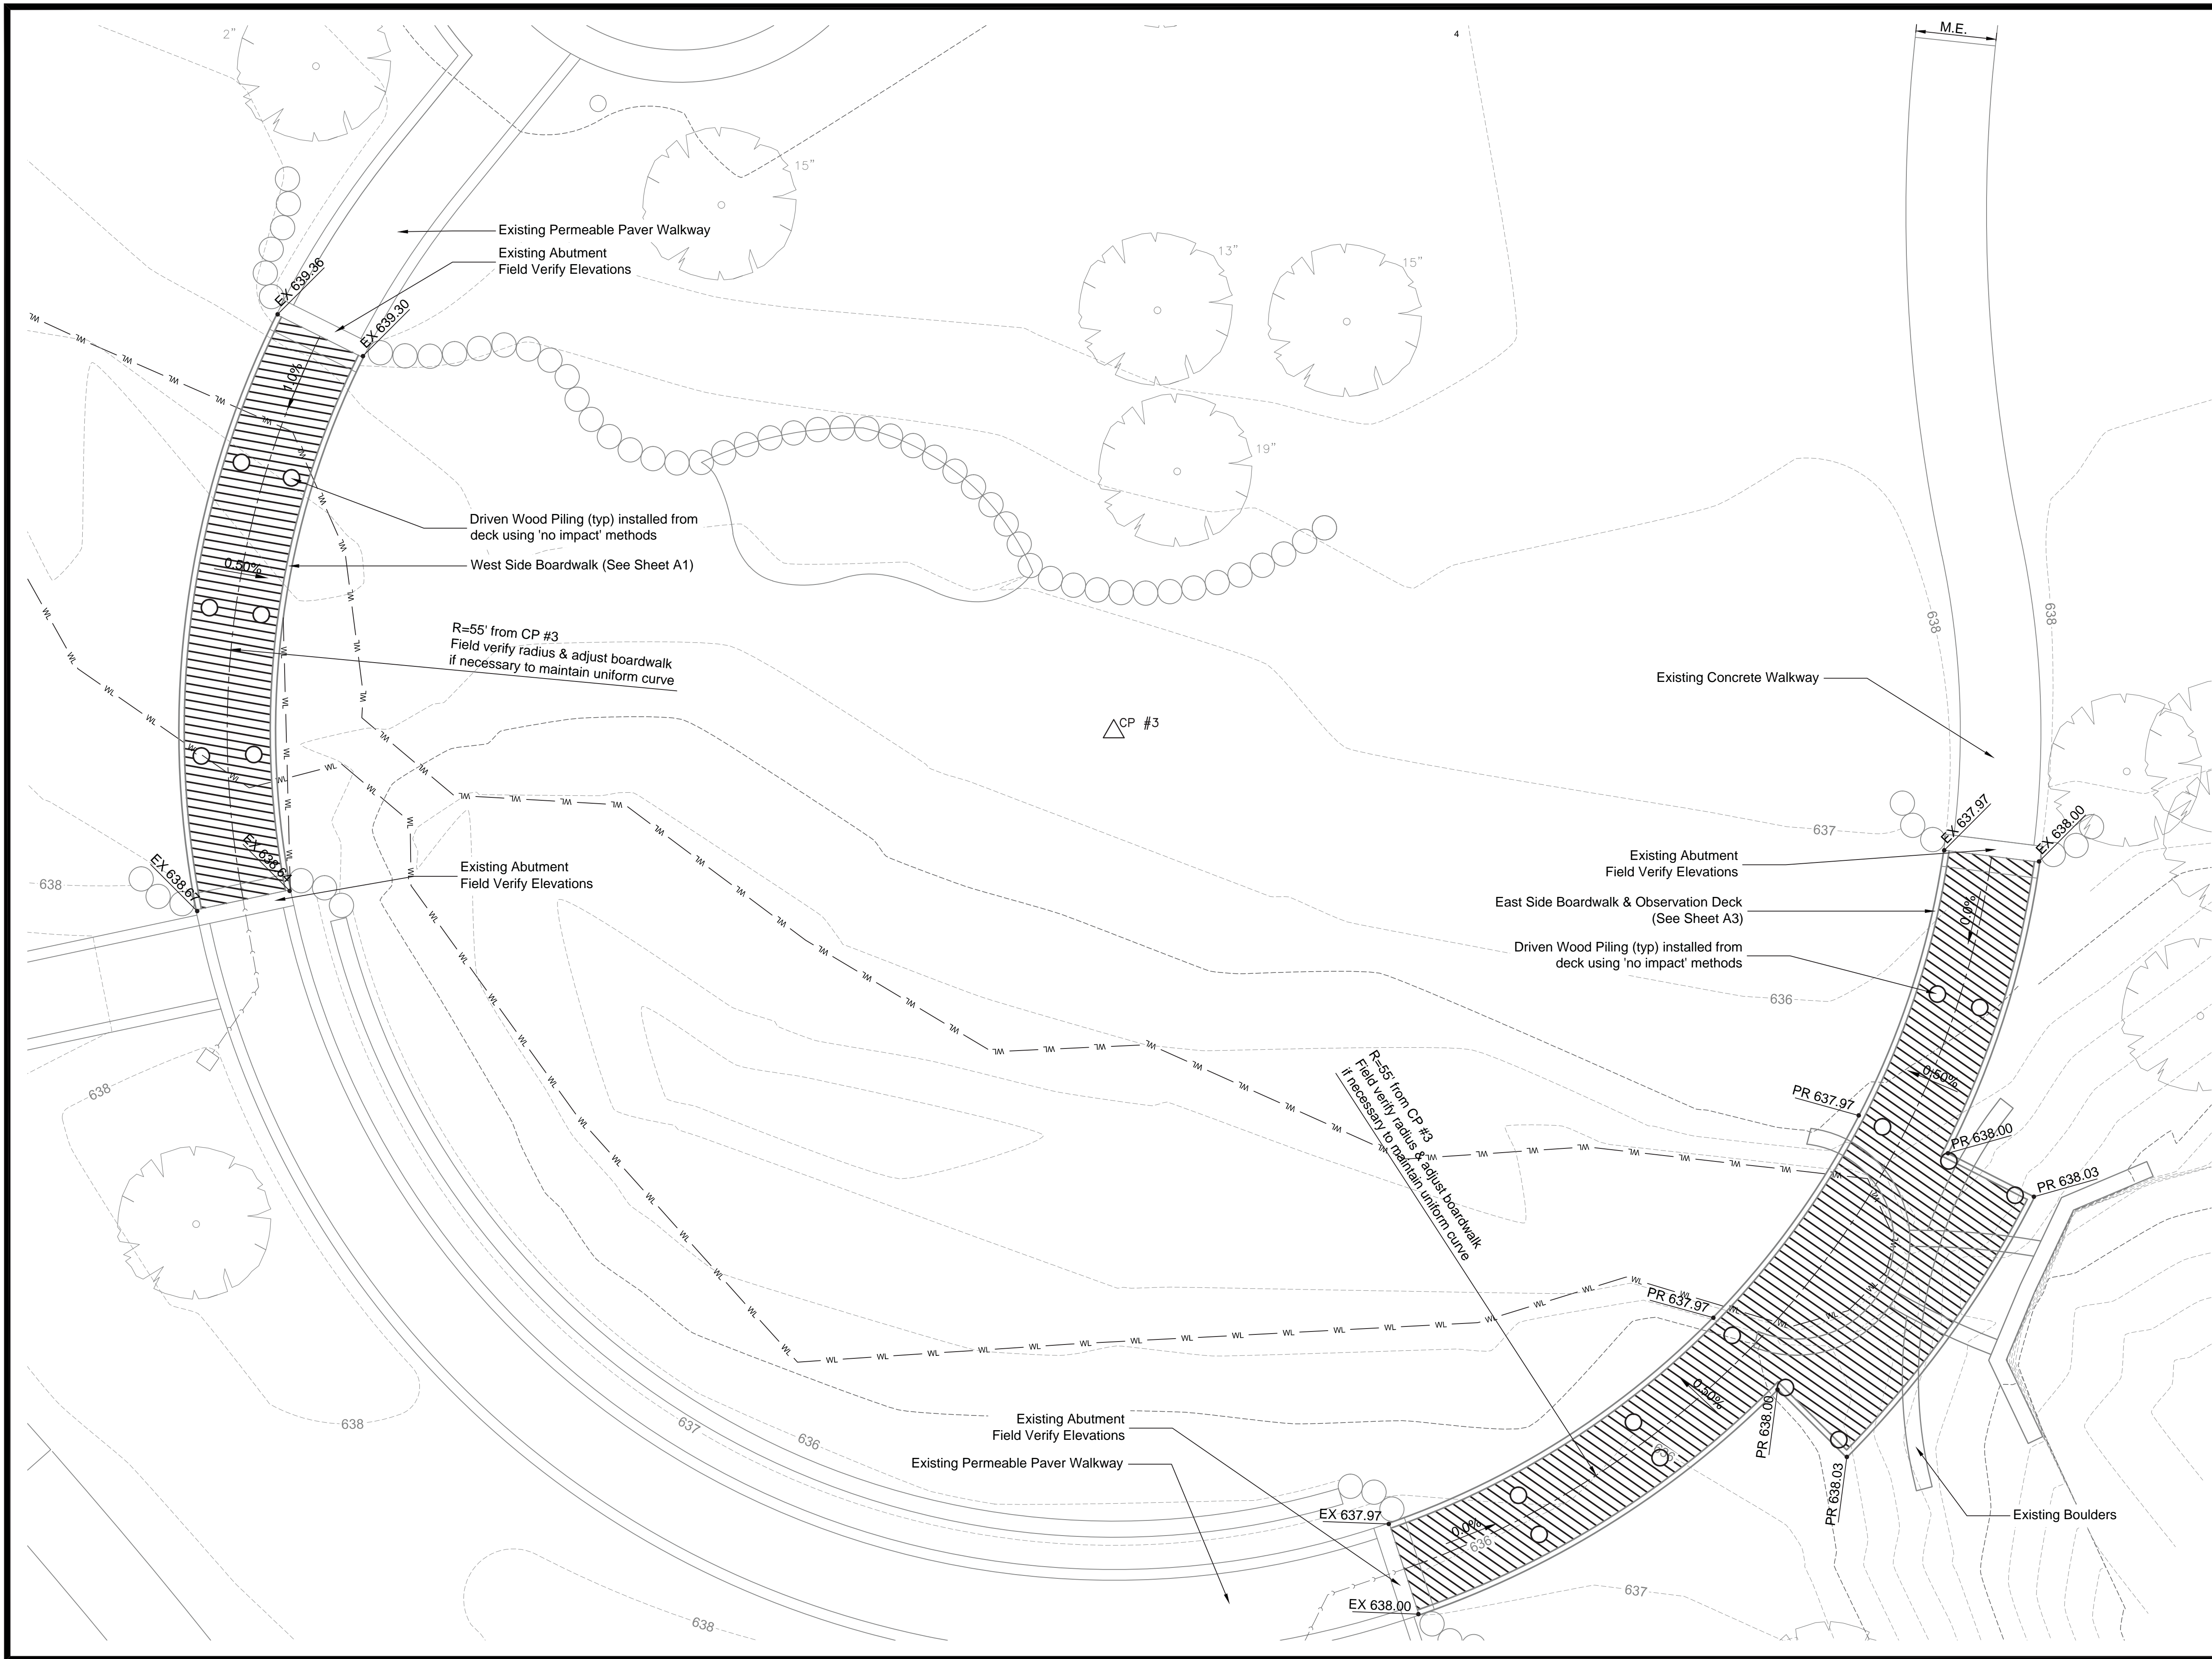 2"
4
M.E.
15"
Existing Permeable Paver Walkway
Existing Abutment
Field Verify Elevations
13"
15"
EX 639.36
EX 639.30
1.0%
19"
Driven Wood Piling (typ) installed from
deck using 'no impact' methods
West Side Boardwalk (See Sheet A1)
0.50%
R=55' from CP #3
Field verify radius & adjust boardwalk
if necessary to maintain uniform curve
638
638
Existing Concrete Walkway
CP #3
637
EX 637.97
EX 638.00
EX 638.67
EX 638.64
638
Existing Abutment
Field Verify Elevations
Existing Abutment
Field Verify Elevations
East Side Boardwalk & Observation Deck
(See Sheet A3)
0.0%
Driven Wood Piling (typ) installed from
deck using 'no impact' methods
636
638
R=55' from CP #3
Field verify radius & adjust boardwalk
if necessary to maintain uniform curve
0.50%
PR 637.97
PR 638.00
PR 638.03
PR 637.97
0.50%
PR 638.00
PR 638.03
638
637
636
Existing Abutment
Field Verify Elevations
Existing Permeable Paver Walkway
636
EX 637.97
0.0%
636
EX 638.00
637
638
Existing Boulders
WL